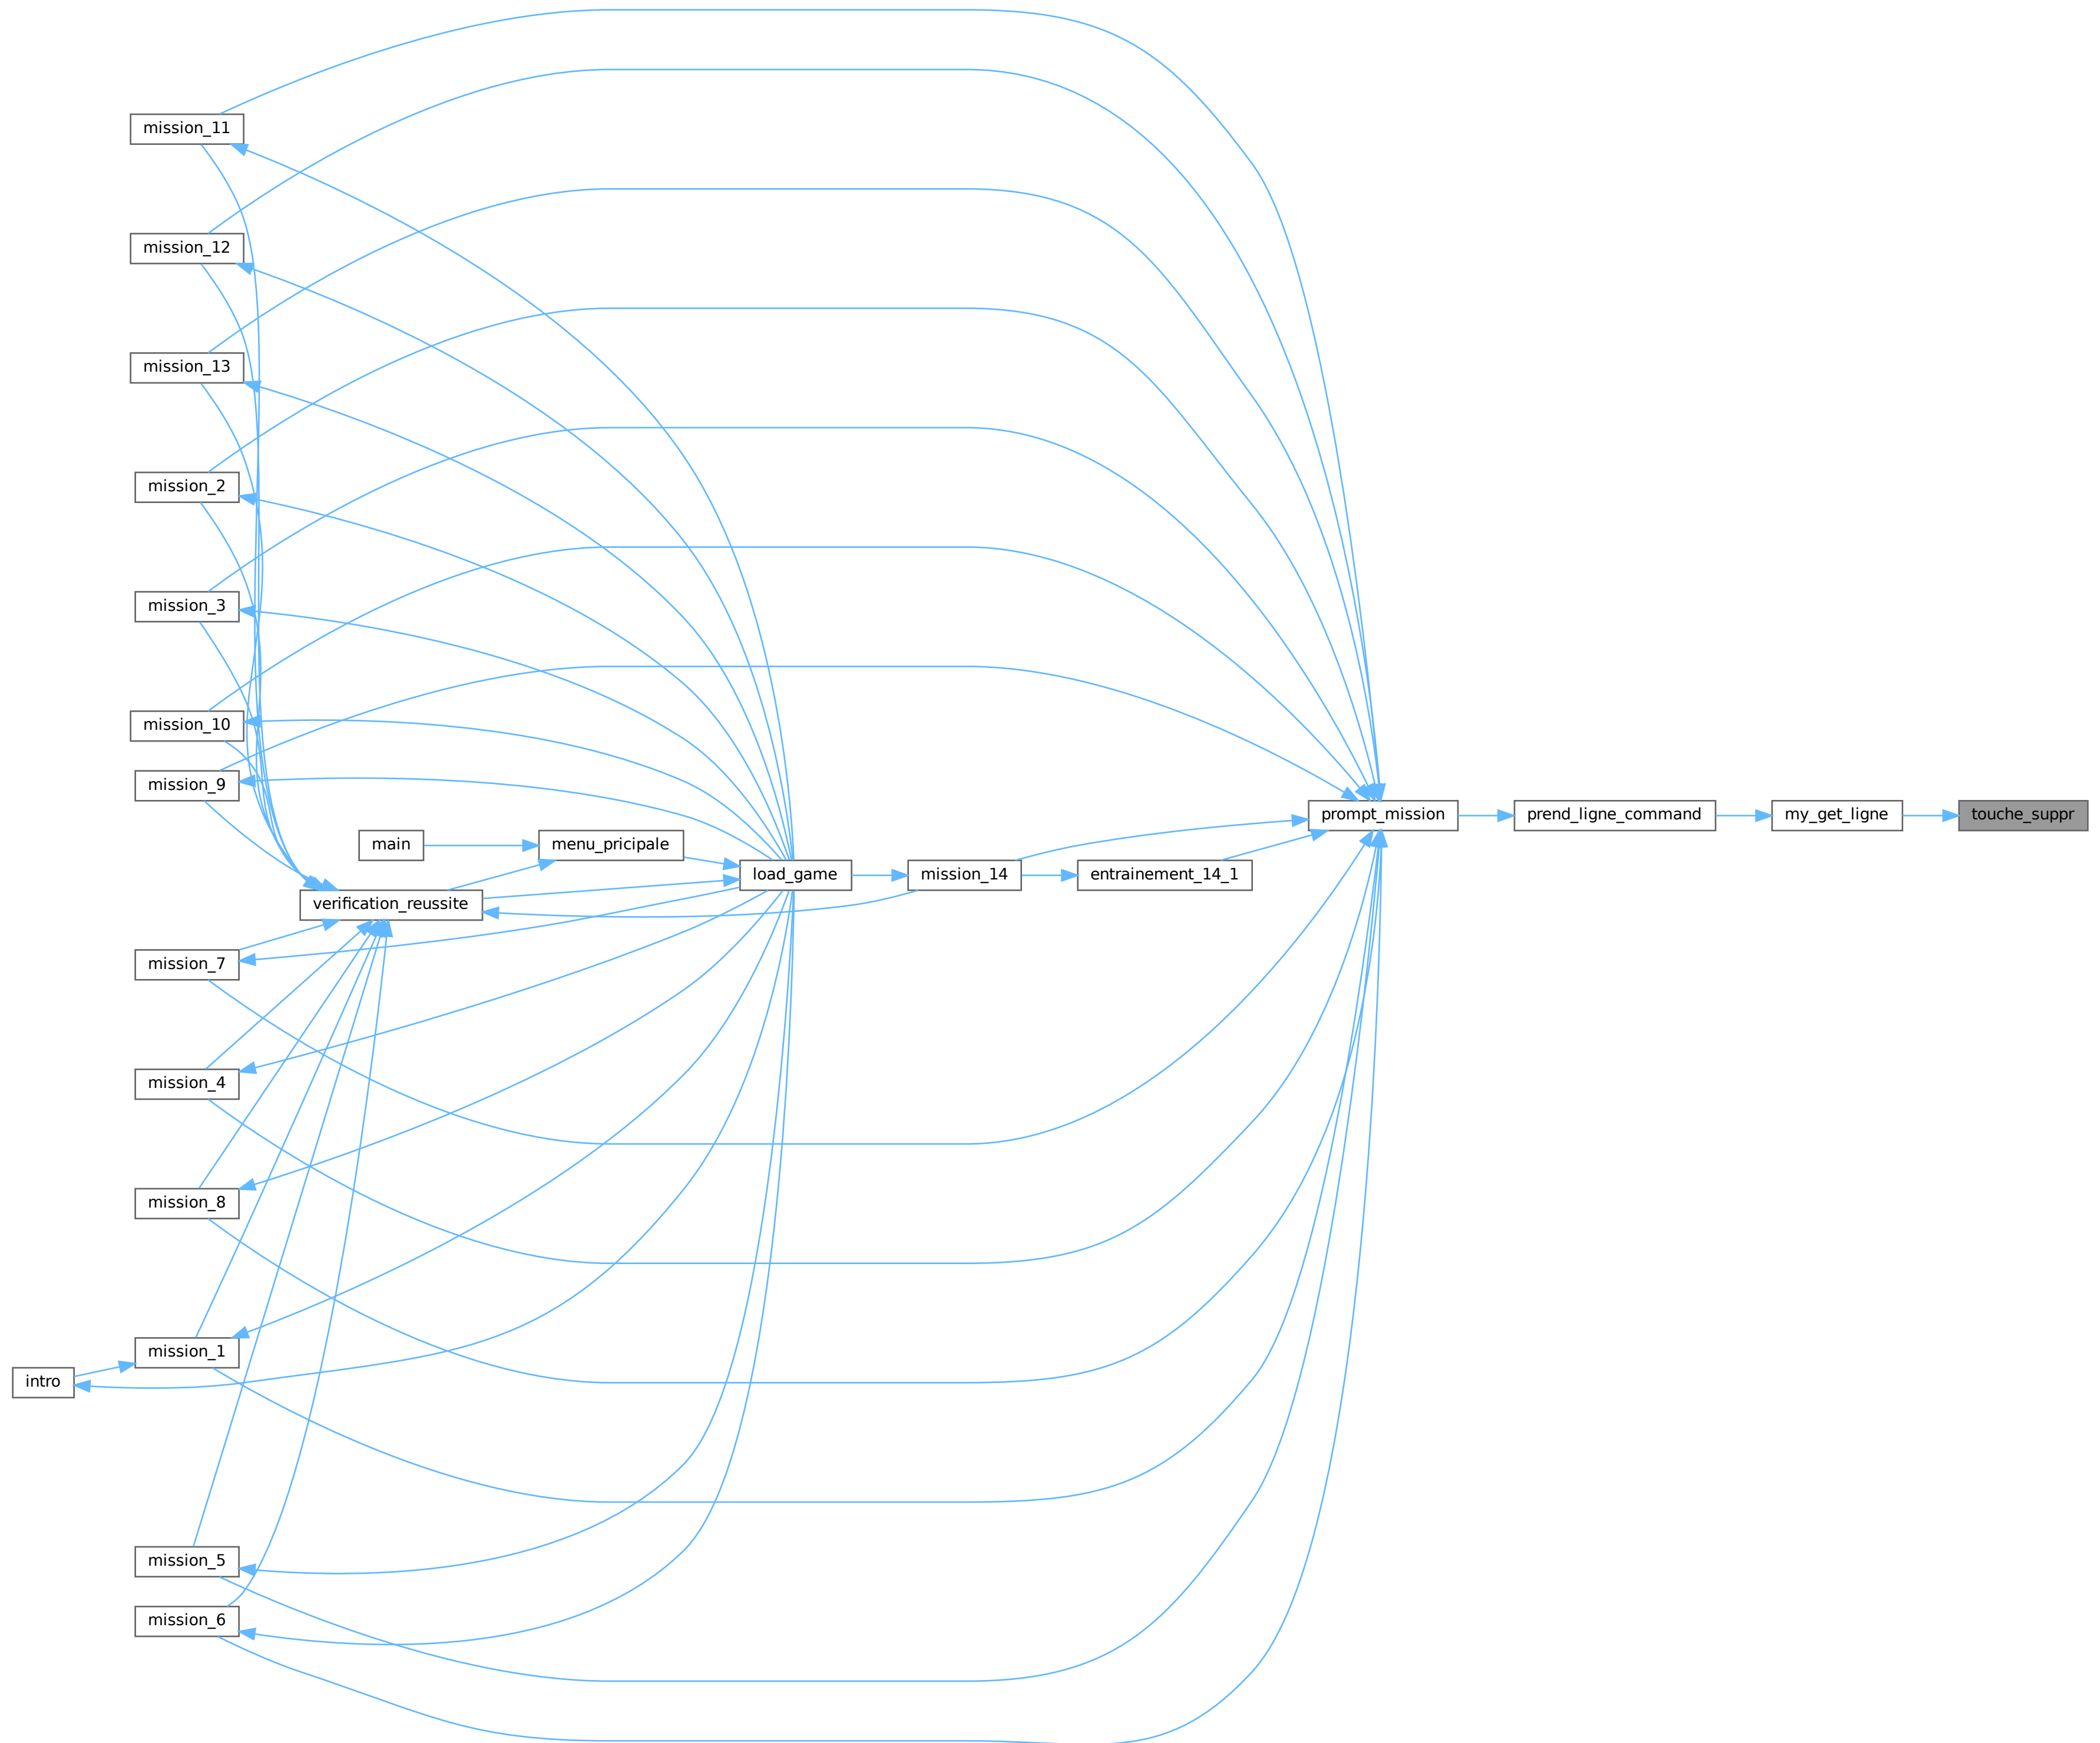 mission_11
mission_12
mission_13
mission_2
mission_3
mission_10
mission_9
prompt_mission
prend_ligne_command
my_get_ligne
touche_suppr
main
menu_pricipale
load_game
mission_14
entrainement_14_1
verification_reussite
mission_7
mission_4
mission_8
mission_1
intro
mission_5
mission_6